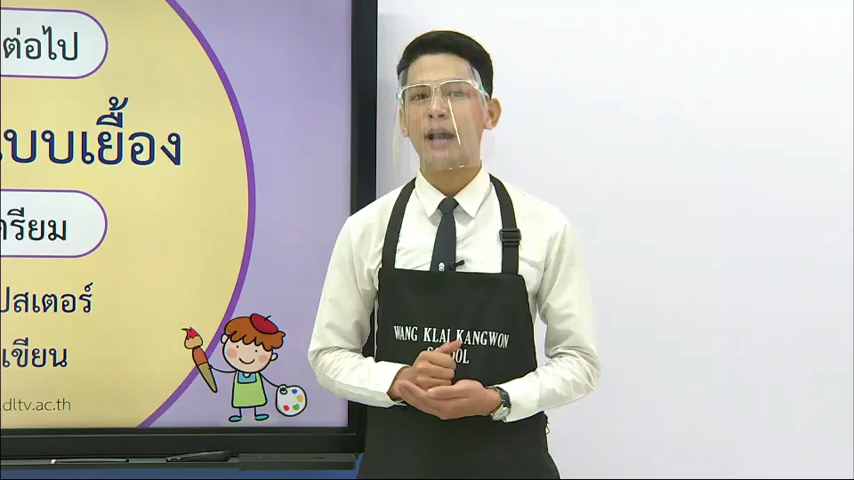 ต่อไป
แบบเยื้อง
ตรียม
ปสเตอร์
เขียน
.dltv.ac.th
WANG KLAI KANGWON
SCHOOL